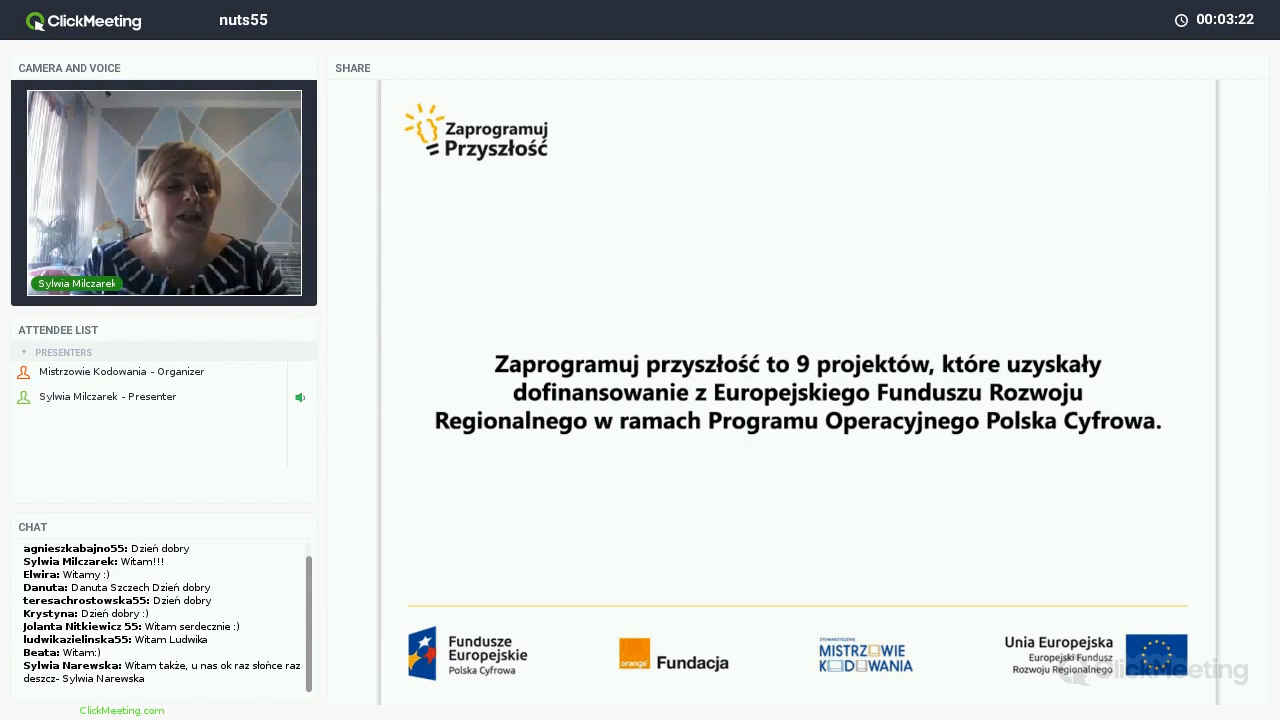 ClickMeeting
nuts55
00:03:22
CAMERA AND VOICE
Sylwia Milczarek
ATTENDEE LIST
PRESENTERS
Mistrzowie Kodowania - Organizer
Sylwia Milczarek - Presenter
CHAT
agnieszkabajno55: Dzień dobry
Sylwia Milczarek: Witam!!!
Elwira: Witamy :)
Danuta: Danuta Szczech Dzień dobry
teresachrostowska55: Dzień dobry
Krystyna: Dzień dobry :)
Jolanta Nitkiewicz 55: Witam serdecznie :)
ludwikazielinska55: Witam Ludwika
Beata: Witam:)
Sylwia Narewska: Witam także, u nas ok raz słońce raz
deszcz- Sylwia Narewska
ClickMeeting.com
SHARE
Zaprogramuj
Przyszłość
Zaprogramuj przyszłość to 9 projektów, które uzyskały
dofinansowanie z Europejskiego Funduszu Rozwoju
Regionalnego w ramach Programu Operacyjnego Polska Cyfrowa.
Fundusze
Europejskie
Polska Cyfrowa
orange
Fundacja
STOWARZYSZENIE
MISTRZOWIE
KODOWANIA
Unia Europejska
Europejski Fundusz
Rozwoju Regionalnego
ClickMeeting